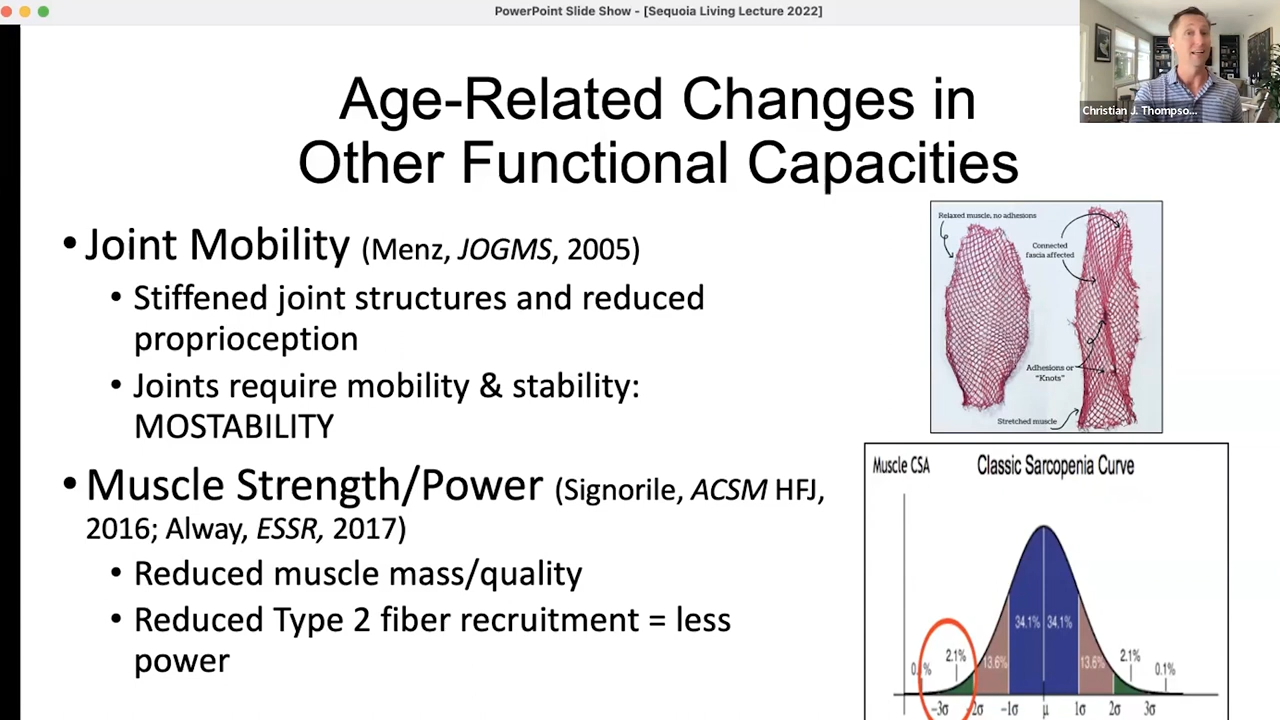 PowerPoint Slide Show - [Sequoia Living Lecture 2022]
Christian J. Thompso...
Age-Related Changes in
Other Functional Capacities
• Joint Mobility (Menz, JOGMS, 2005)
• Stiffened joint structures and reduced
proprioception
• Joints require mobility & stability:
MOSTABILITY
• Muscle Strength/Power (Signorile, ACSM HFJ,
2016; Alway, ESSR, 2017)
• Reduced muscle mass/quality
• Reduced Type 2 fiber recruitment = less
power
Relaxed muscle, no adhesions
Connected
fascia affected
Adhesions or
"Knots"
Stretched muscle
Muscle CSA
Classic Sarcopenia Curve
34.1% 34.1%
2.1% 13.6% 13.6% 2.1% 0.1%
-3σ -2σ -1σ μ 1σ 2σ 3σ